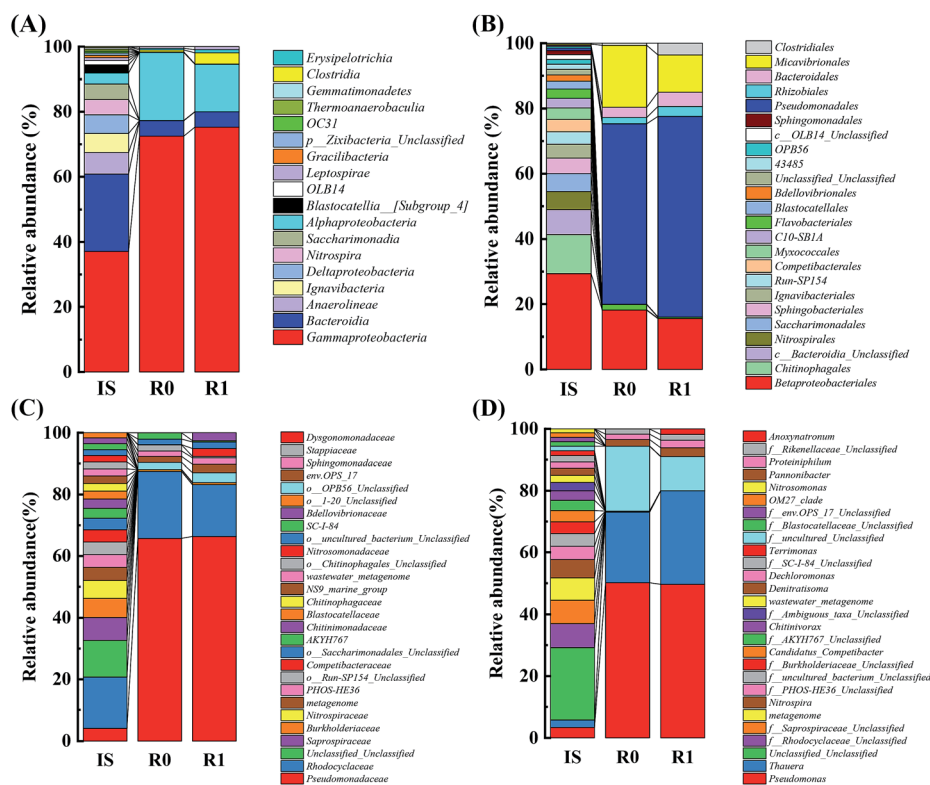 (A)
Relative abundance (%)
100
80
60
40
20
0
IS R0 R1
Erysipelotrichia
Clostridia
Gemmatimonadetes
Thermoanaerobaculia
OC31
p__Zixibacteria_Unclassified
Gracilibacteria
Leptospirae
OLB14
Blastocatellia__[Subgroup_4]
Alphaproteobacteria
Saccharimonadia
Nitrospira
Deltaproteobacteria
Ignavibacteria
Anaerolineae
Bacteroidia
Gammaproteobacteria
(B)
Relative abundance (%)
100
80
60
40
20
0
IS R0 R1
Clostridiales
Micavibrionales
Bacteroidales
Rhizobiales
Pseudomonadales
Sphingomonadales
c__OLB14_Unclassified
OPB56
43485
Unclassified_Unclassified
Bdellovibrionales
Blastocatellales
Flavobacteriales
C10-SB1A
Myxococcales
Competibacterales
Run-SP154
Ignavibacteriales
Sphingobacteriales
Saccharimonadales
Nitrospirales
c__Bacteroidia_Unclassified
Chitinophagales
Betaproteobacteriales
(C)
Relative abundance(%)
100
80
60
40
20
0
IS R0 R1
Dysgonomonadaceae
Stappiaceae
Sphingomonadaceae
env.OPS_17
o__OPB56_Unclassified
o__1-20_Unclassified
Bdellovibrionaceae
SC-I-84
o__uncultured_bacterium_Unclassified
Nitrosomonadaceae
o__Chitinophagales_Unclassified
wastewater_metagenome
NS9_marine_group
Chitinophagaceae
Blastocatellaceae
Chitinimonadaceae
AKYH767
o__Saccharimonadales_Unclassified
Competibacteraceae
o__Run-SP154_Unclassified
PHOS-HE36
metagenome
Nitrospiraceae
Burkholderiaceae
Saprospiraceae
Unclassified_Unclassified
Rhodocyclaceae
Pseudomonadaceae
(D)
Relative abundance (%)
100
80
60
40
20
0
IS R0 R1
Anoxynatronum
f__Rikenellaceae_Unclassified
Proteiniphilum
Pannonibacter
Nitrosomonas
OM27_clade
f__env.OPS_17_Unclassified
f__Blastocatellaceae_Unclassified
f__uncultured_Unclassified
Terrimonas
f__SC-I-84_Unclassified
Dechloromonas
Denitratisoma
wastewater_metagenome
f__Ambiguous_taxa_Unclassified
Chitinivorax
f__AKYH767_Unclassified
Candidatus_Competibacter
f__Burkholderiaceae_Unclassified
f__uncultured_bacterium_Unclassified
f__PHOS-HE36_Unclassified
Nitrospira
metagenome
f__Saprospiraceae_Unclassified
f__Rhodocyclaceae_Unclassified
Unclassified_Unclassified
Thauera
Pseudomonas